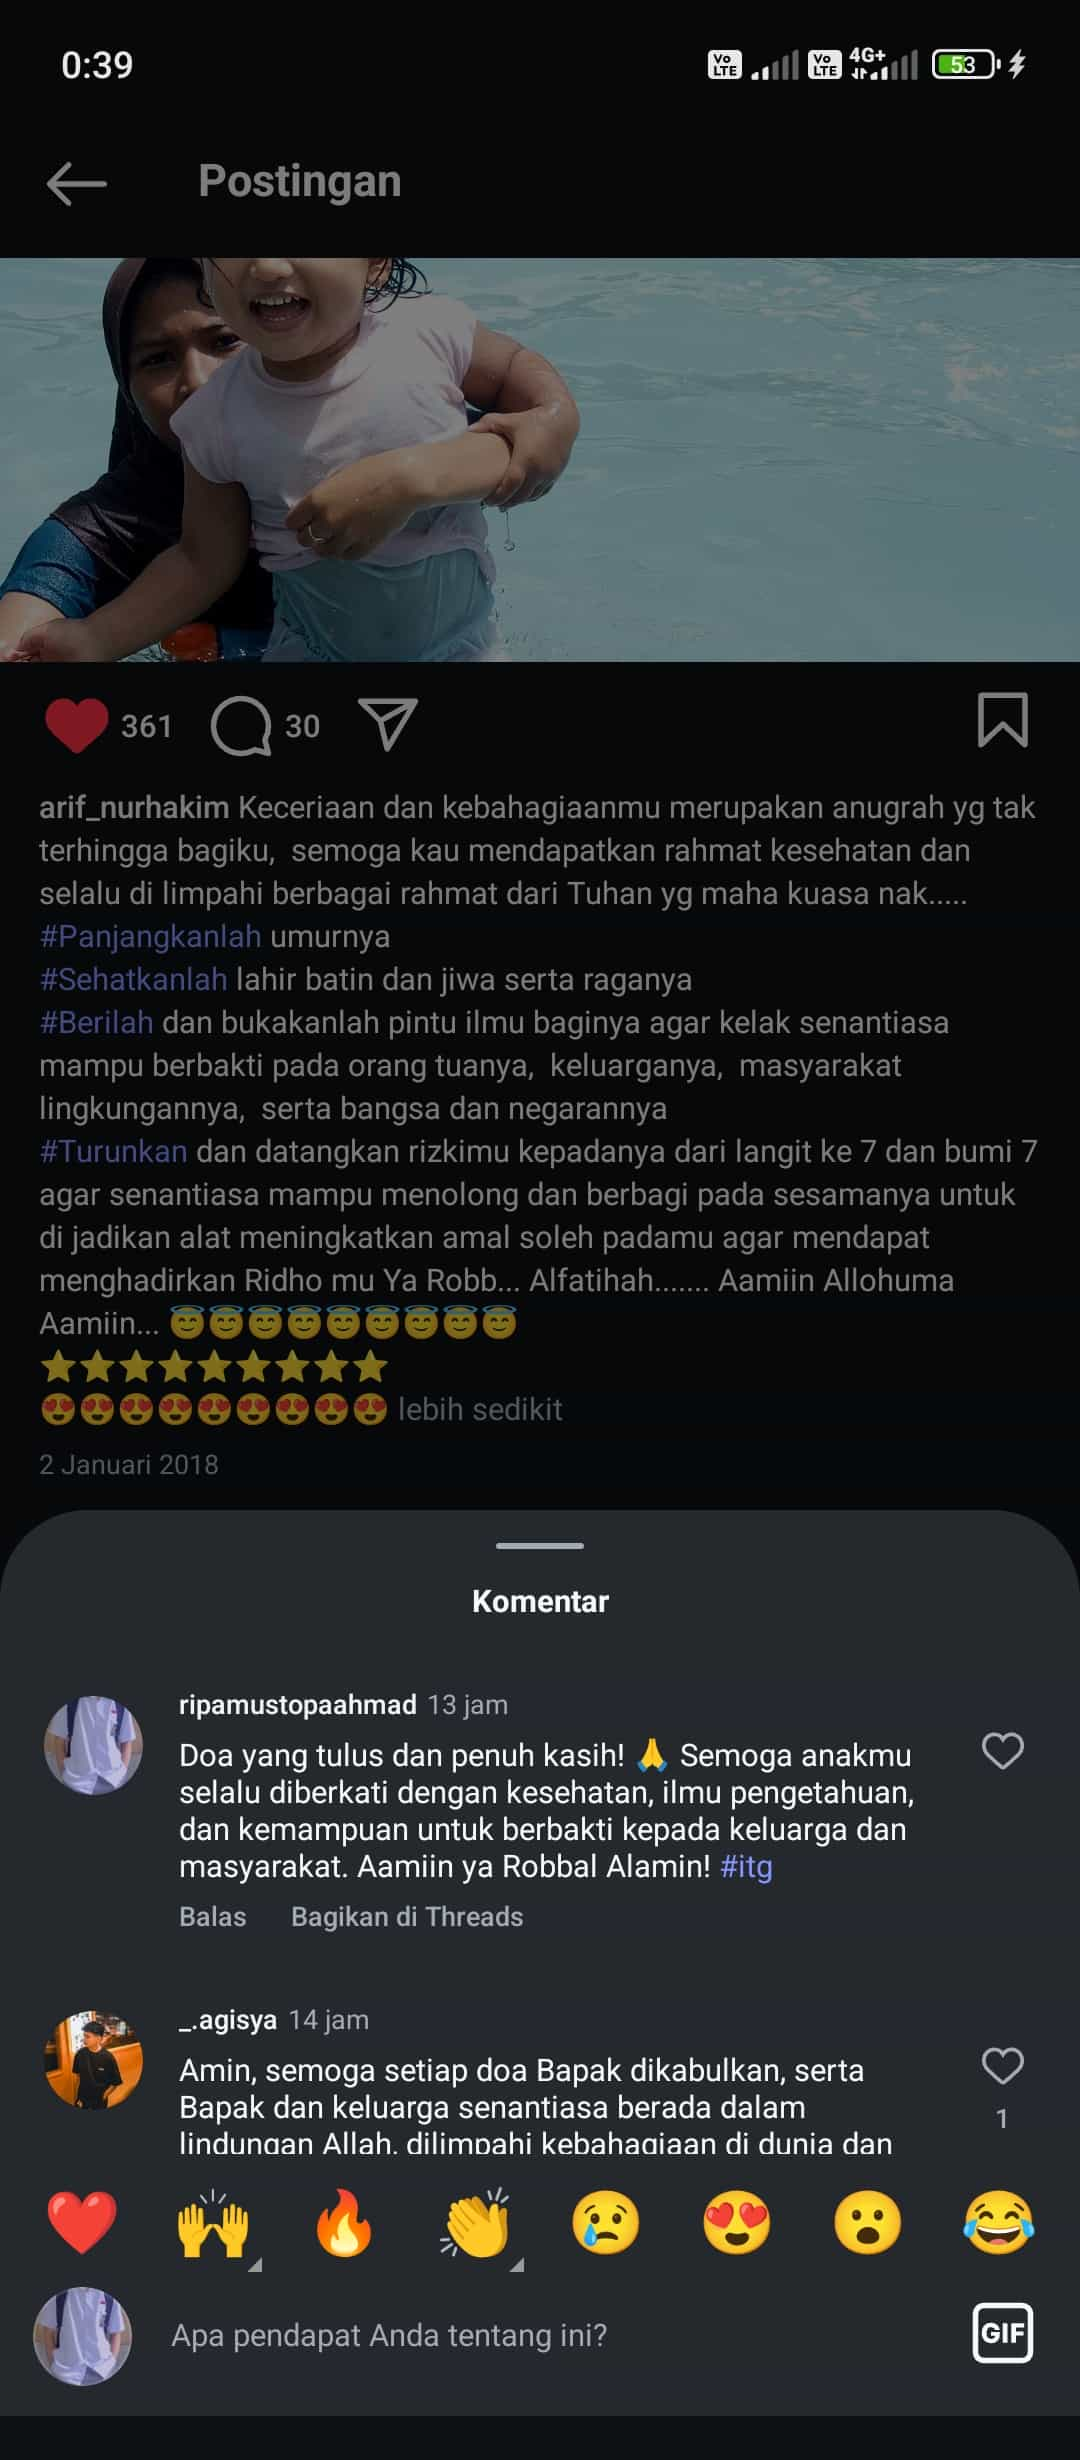 0:39
Vo LTE Vo LTE 4G+ 53
Postingan
361 30
arif_nurhakim Keceriaan dan kebahagiaanmu merupakan anugrah yg tak
terhingga bagiku, semoga kau mendapatkan rahmat kesehatan dan
selalu di limpahi berbagai rahmat dari Tuhan yg maha kuasa nak.....
#Panjangkanlah umurnya
#Sehatkanlah lahir batin dan jiwa serta raganya
#Berilah dan bukakanlah pintu ilmu baginya agar kelak senantiasa
mampu berbakti pada orang tuanya, keluarganya, masyarakat
lingkungannya, serta bangsa dan negarannya
#Turunkan dan datangkan rizkimu kepadanya dari langit ke 7 dan bumi 7
agar senantiasa mampu menolong dan berbagi pada sesamanya untuk
di jadikan alat meningkatkan amal soleh padamu agar mendapat
menghadirkan Ridho mu Ya Robb... Alfatihah....... Aamiin Allohuma
Aamiin... 😇😇😇😇😇😇😇😇😇
⭐⭐⭐⭐⭐⭐⭐⭐⭐
😍😍😍😍😍😍😍😍😍 lebih sedikit
2 Januari 2018
Komentar
ripamustopaahmad 13 jam
Doa yang tulus dan penuh kasih! 🙏 Semoga anakmu
selalu diberkati dengan kesehatan, ilmu pengetahuan,
dan kemampuan untuk berbakti kepada keluarga dan
masyarakat. Aamiin ya Robbal Alamin! #itg
Balas Bagikan di Threads
_.agisya 14 jam
Amin, semoga setiap doa Bapak dikabulkan, serta
Bapak dan keluarga senantiasa berada dalam
1
lindungan Allah, dilimpahi kebahagiaan di dunia dan
Apa pendapat Anda tentang ini?
GIF